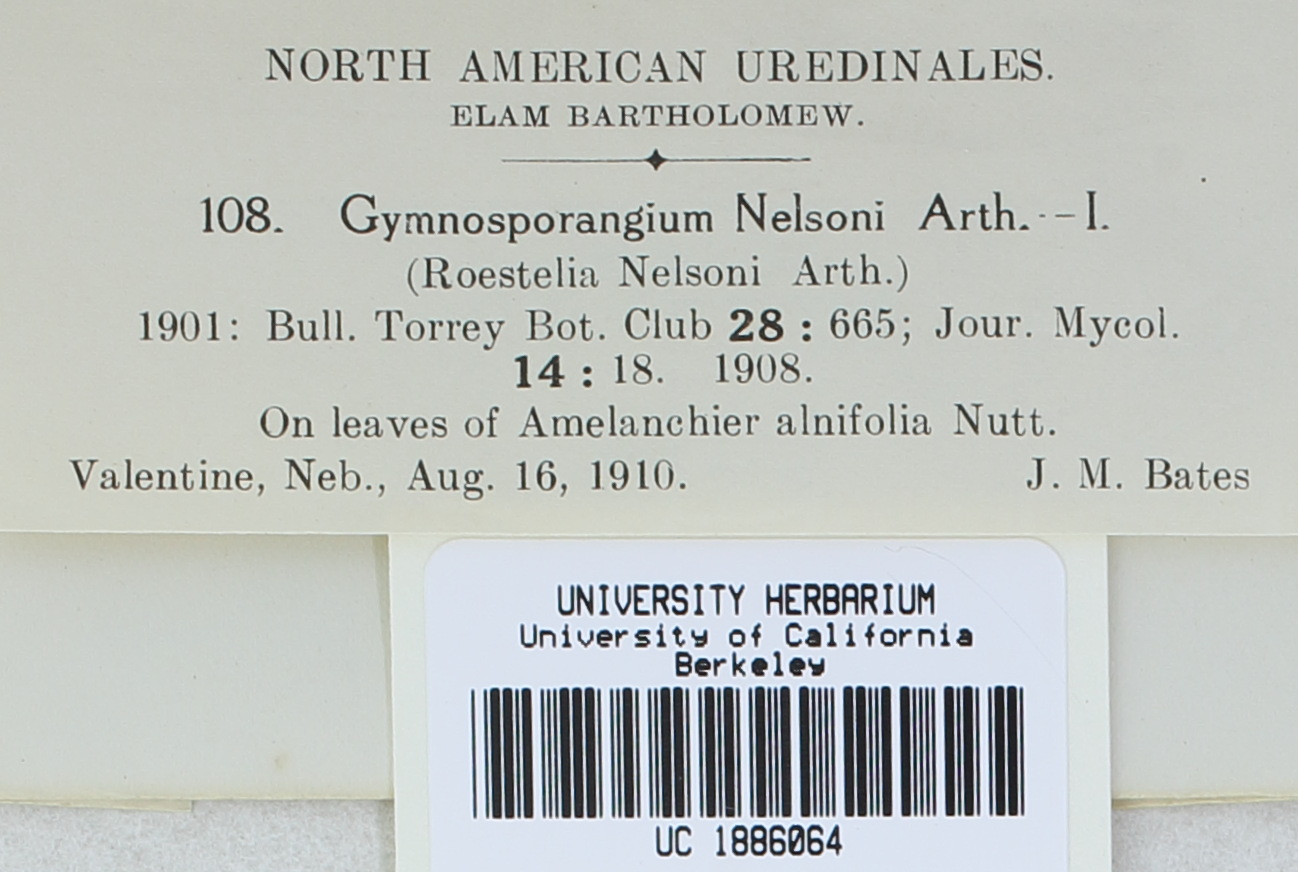 NORTH AMERICAN UREDINALES.
ELAM BARTHOLOMEW.
108. Gymnosporangium Nelsoni Arth.--I.
(Roestelia Nelsoni Arth.)
1901: Bull. Torrey Bot. Club 28 : 665; Jour. Mycol.
14 : 18. 1908.
On leaves of Amelanchier alnifolia Nutt.
Valentine, Neb., Aug. 16, 1910. J. M. Bates
UNIVERSITY HERBARIUM
University of California
Berkeley
UC 1886064